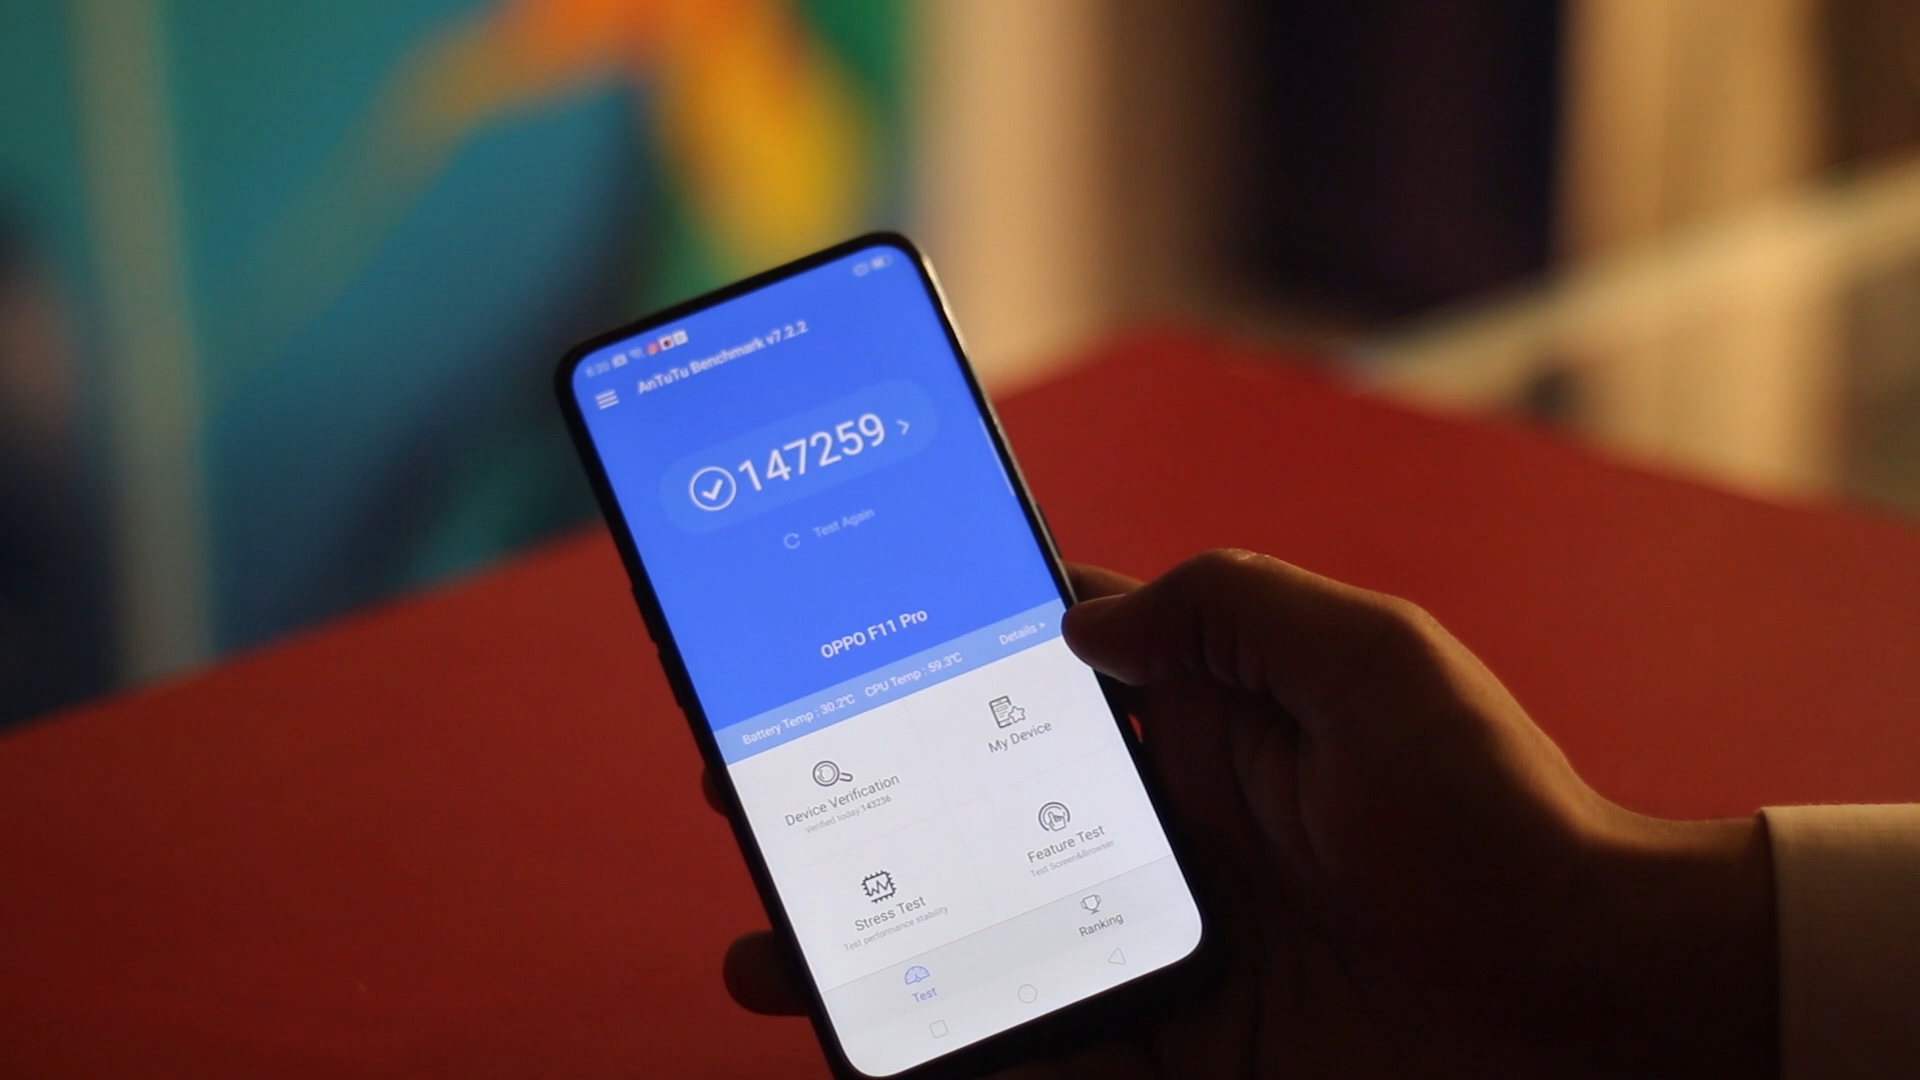 8:20
AnTuTu Benchmark v7.2.2
147259
Test Again
OPPO F11 Pro
Battery Temp : 30.2℃ CPU Temp : 59.3℃ Details >
Device Verification
Verified today:143236
My Device
Stress Test
Test performance stability
Feature Test
Test Screen&Browser
Test
Ranking